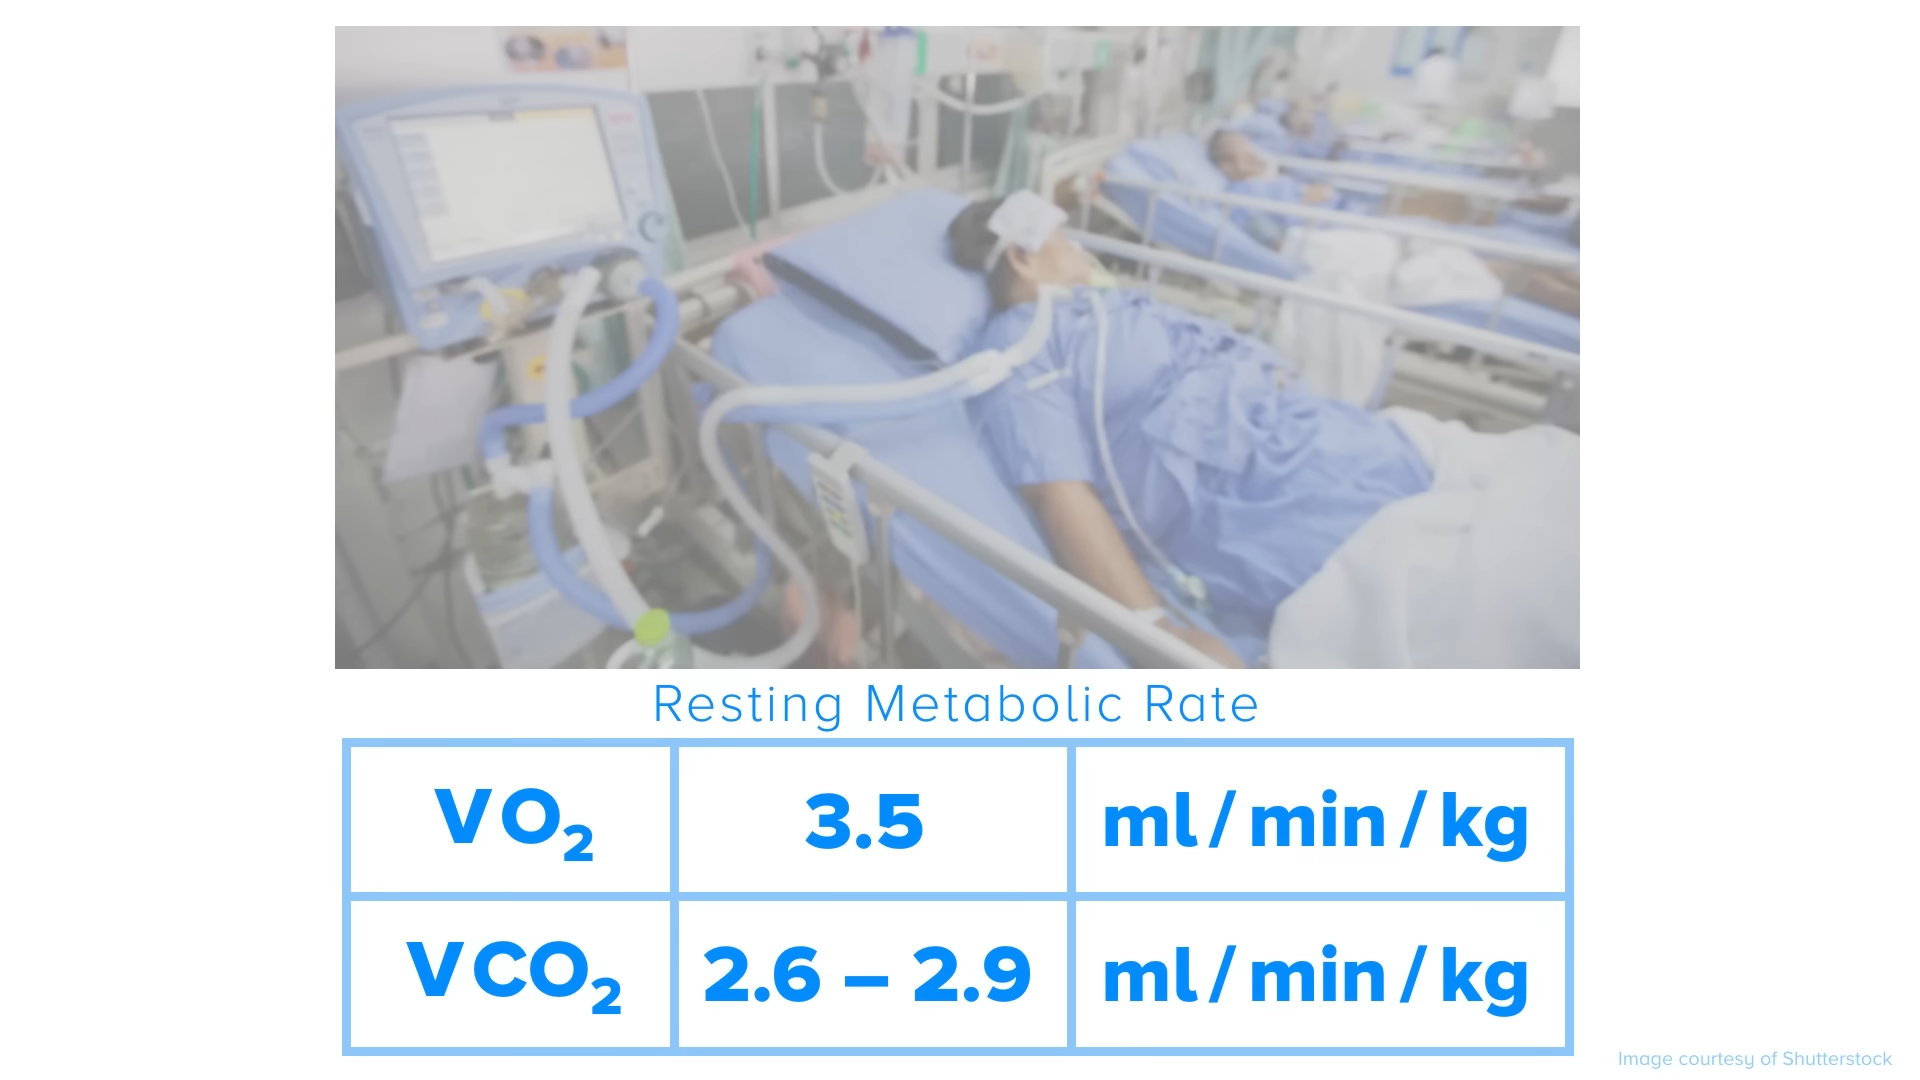 Resting Metabolic Rate
VO₂ 3.5 ml/min/kg
VCO₂ 2.6 – 2.9 ml/min/kg
Image courtesy of Shutterstock